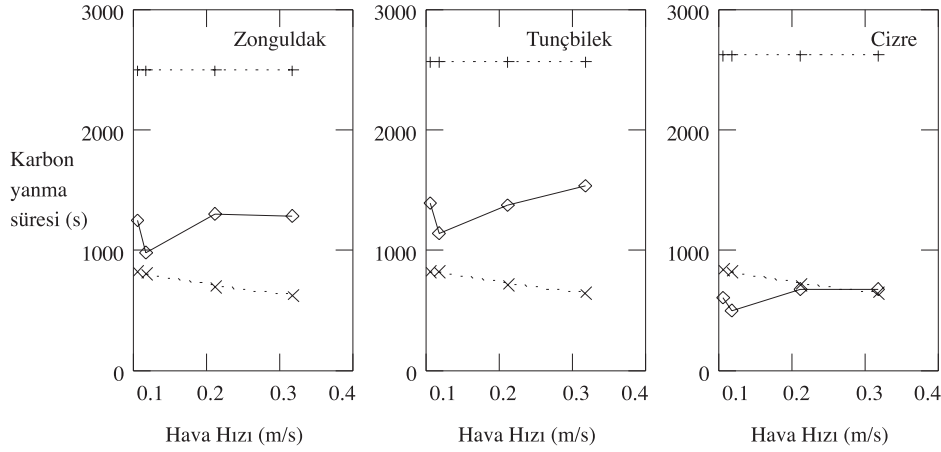 3000 3000 3000
Zonguldak Tunçbilek Cizre
2000 2000 2000
Karbon
yanma
süresi (s)
1000 1000 1000
0 0 0
0.1 0.2 0.3 0.4 0.1 0.2 0.3 0.4 0.1 0.2 0.3 0.4
Hava Hızı (m/s) Hava Hızı (m/s) Hava Hızı (m/s)